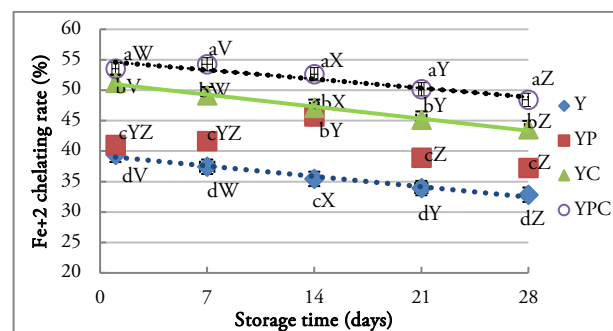 60
55
50
45
40
35
30
25
20
Fe+2 chelating rate (%)
aW
aV
aX
aY
aZ
bV
bW
bX
bY
bZ
cYZ
cYZ
bY
cZ
cZ
dV
dW
cX
dY
dZ
Y
YP
YC
YPC
0 7 14 21 28
Storage time (days)